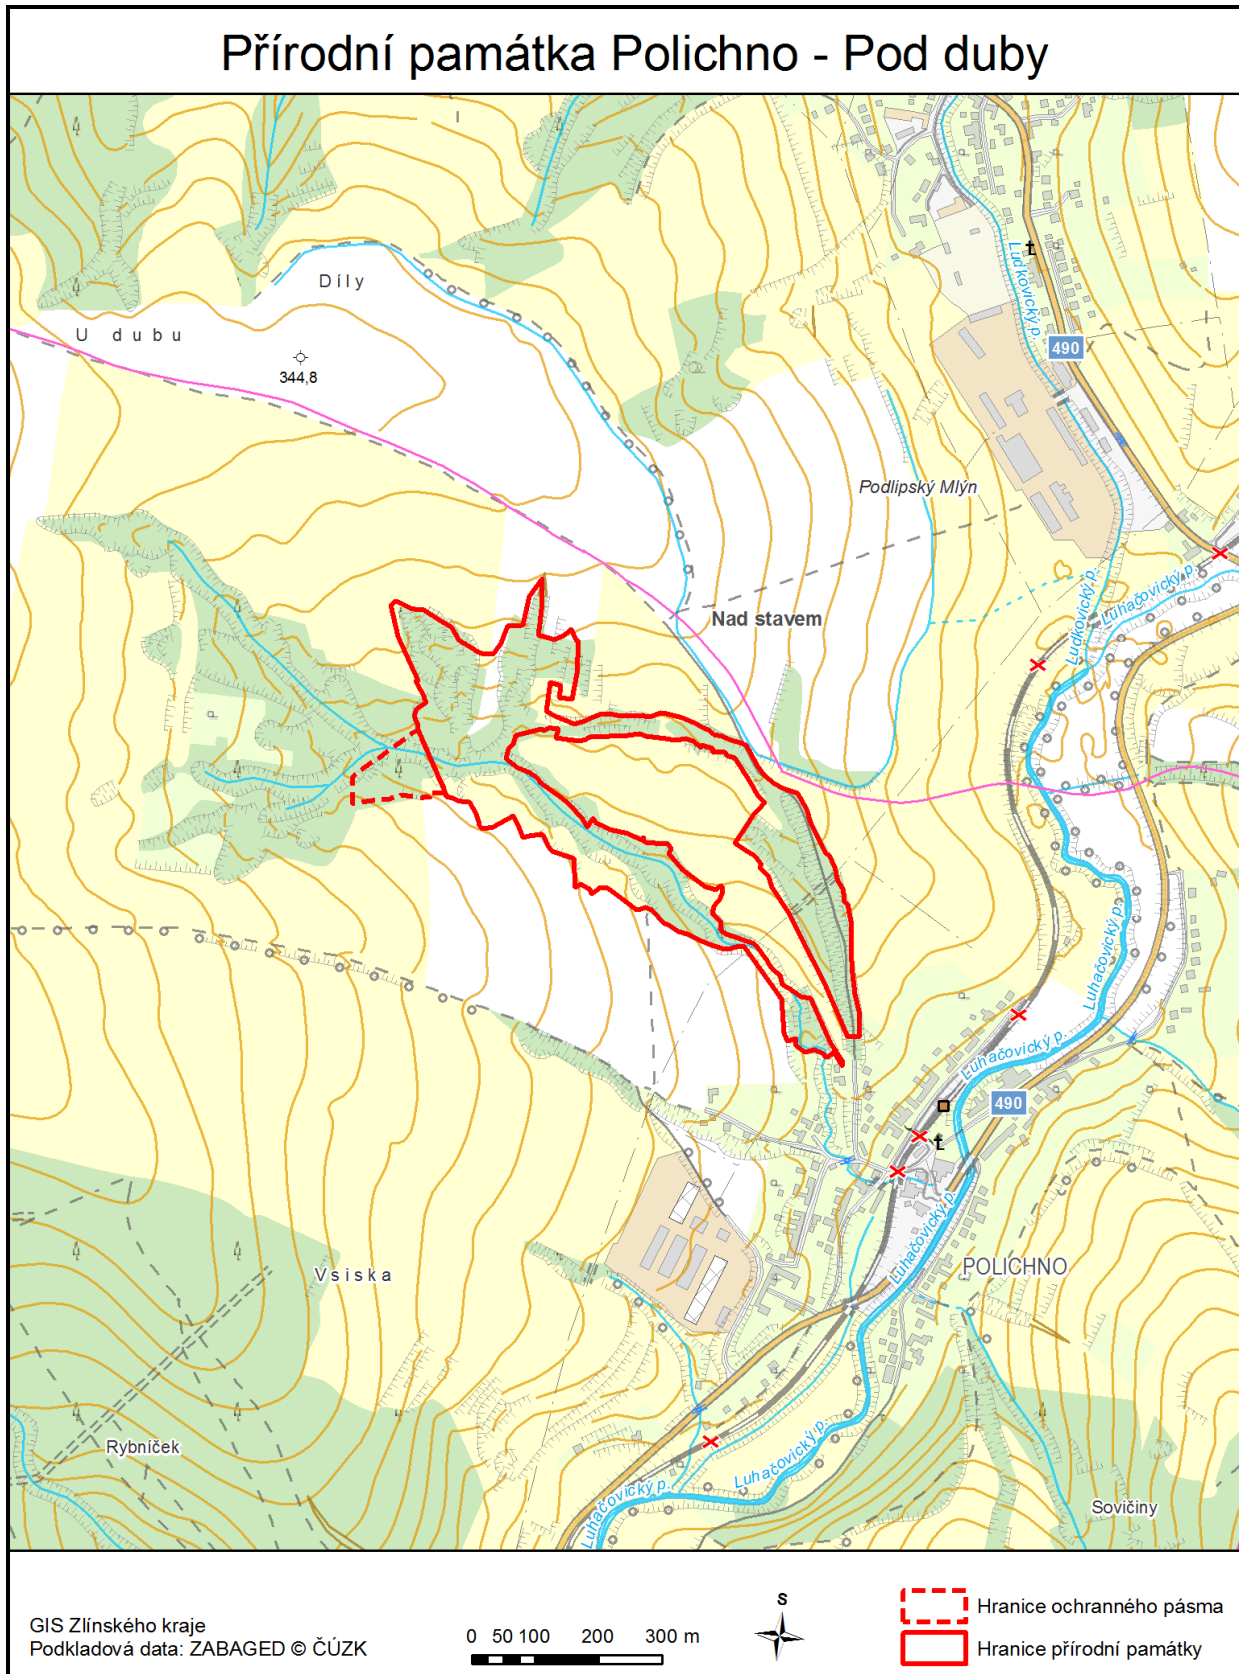 Přírodní památka Polichno - Pod duby
Díly
U dubu
344,8
Luďkovický p.
490
Podlipský Mlýn
Luhačovický p.
Luďkovický p.
Nad stavem
Luhačovický p.
Luhačovický p.
490
Luhačovický p.
POLICHNO
Vsiska
Rybníček
Luhačovický p.
Luhačovický p.
Sovičiny
GIS Zlínského kraje
Podkladová data: ZABAGED © ČÚZK
0 50 100 200 300 m
S
Hranice ochranného pásma
Hranice přírodní památky